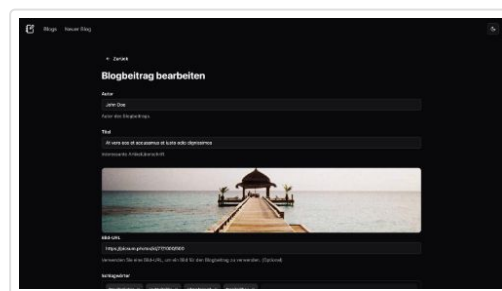 Blogs Neuer Blog
← Zurück
Blogbeitrag bearbeiten
Autor
John Doe
Autor des Blogbeitrags
Titel
At vero eos et accusamus et iusto odio dignissimos
Interessante Artikelüberschrift
Bild-URL
Verwenden Sie eine Bild-URL, um ein Bild für den Blogbeitrag zu verwenden. (Optional)
Schlagwörter